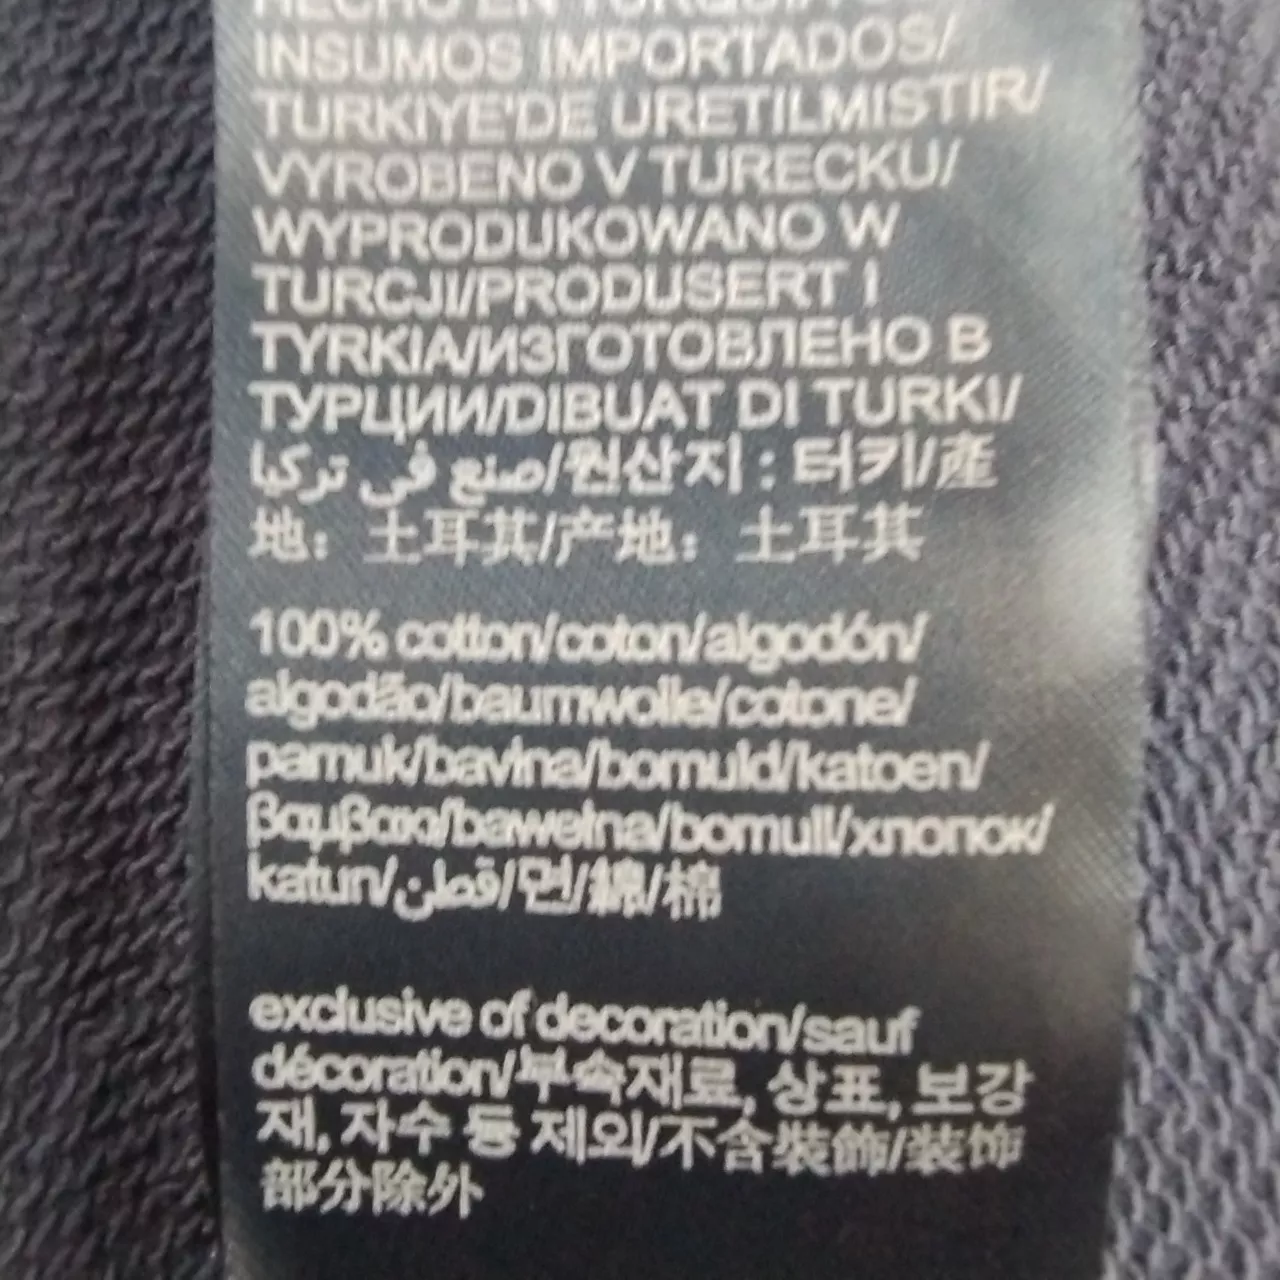 HECHO EN TURQUIA
INSUMOS IMPORTADOS/
TURKIYE'DE URETILMISTIR/
VYROBENO V TURECKU/
WYPRODUKOWANO W
TURCJI/PRODUSERT I
TYRKIA/ИЗГОТОВЛЕНО В
ТУРЦИИ/DIBUAT DI TURKI/
صنع في تركيا/원산지 : 터키/產
地：土耳其/产地：土耳其
100% cotton/coton/algodón/
algodão/baumwolle/cotone/
pamuk/bavlna/bomuld/katoen/
βαμβακι/bawełna/bomull/хлопок/
katun/قطن/면/綿/棉
exclusive of decoration/sauf
décoration/부속재료, 상표, 보강
재, 자수 등 제외/不含裝飾/装饰
部分除外